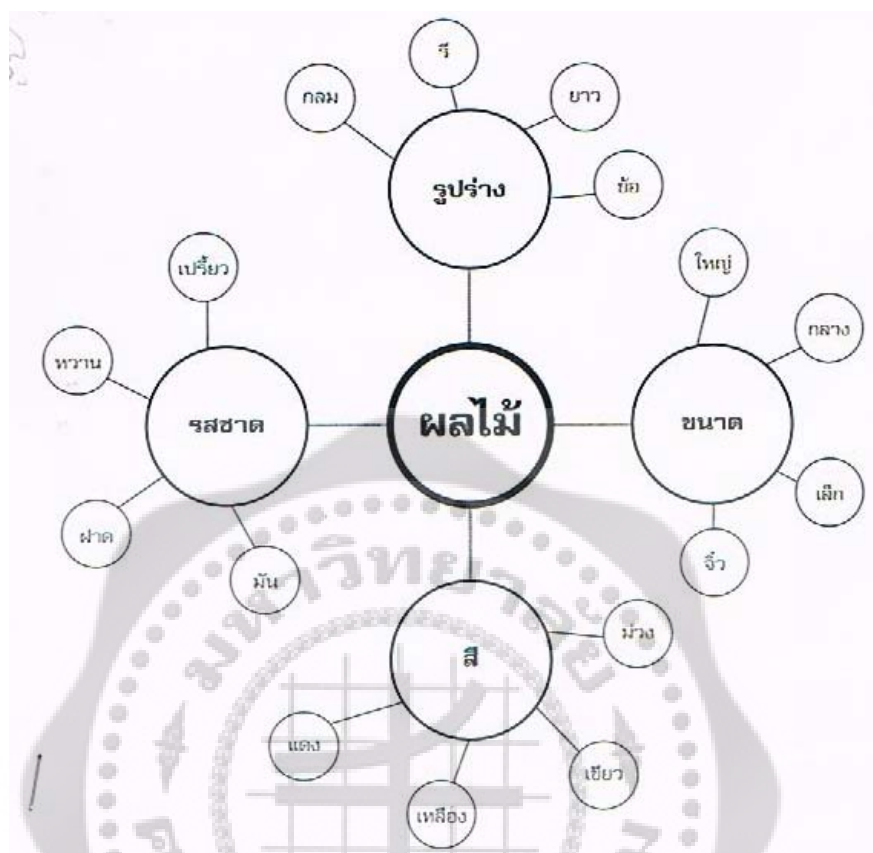 รี
กลม
ยาว
รูปร่าง
ย้อ
เปรี้ยว
ใหญ่
กลาง
หวาน
ผลไม้
รสชาด
ขนาด
เล็ก
ฝาด
จิ๋ว
มัน
มหาวิทยาลัย
ม่วง
สี
แดง
เขียว
เหลือง